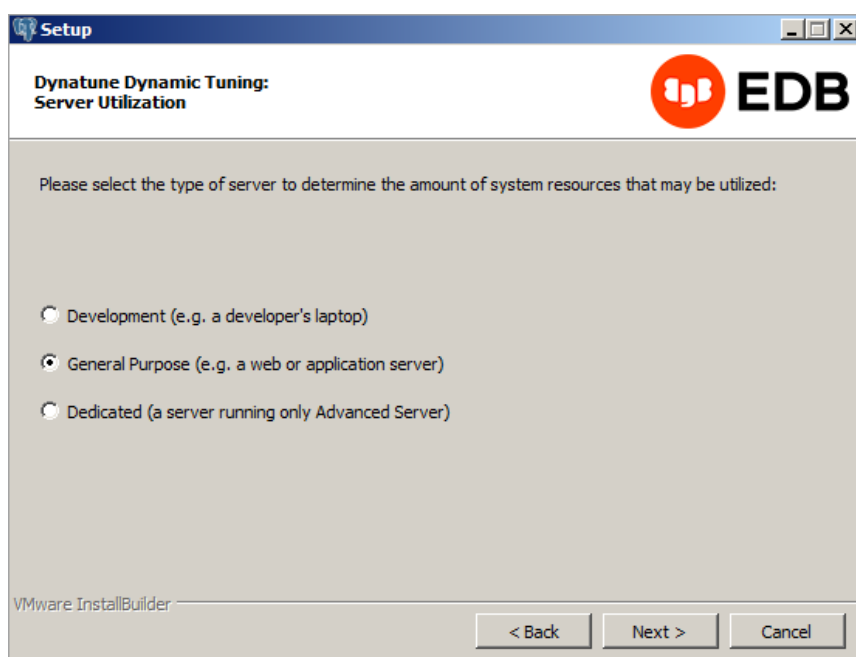 Setup
Dynatune Dynamic Tuning:
Server Utilization
EDB
Please select the type of server to determine the amount of system resources that may be utilized:
Development (e.g. a developer's laptop)
General Purpose (e.g. a web or application server)
Dedicated (a server running only Advanced Server)
VMware InstallBuilder
< Back Next > Cancel